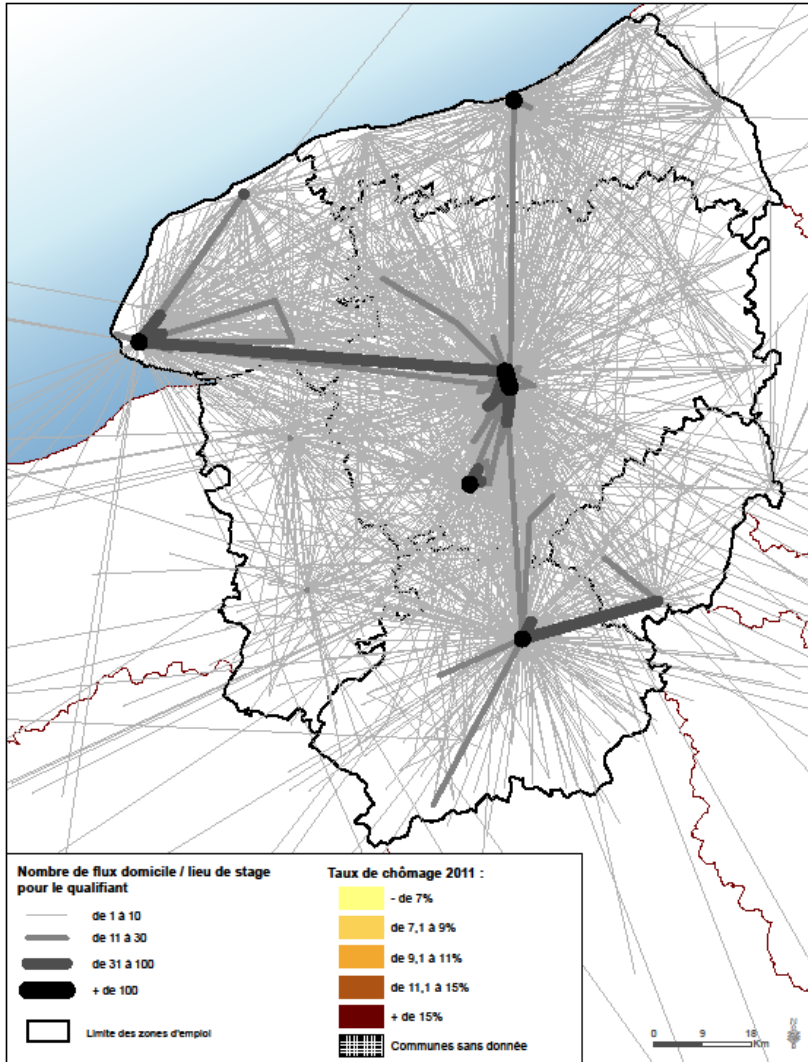 Nombre de flux domicile / lieu de stage
pour le qualifiant
de 1 à 10
de 11 à 30
de 31 à 100
+ de 100
Limite des zones d'emploi
Taux de chômage 2011 :
- de 7%
de 7,1 à 9%
de 9,1 à 11%
de 11,1 à 15%
+ de 15%
Communes sans donnée
0 9 18
Km